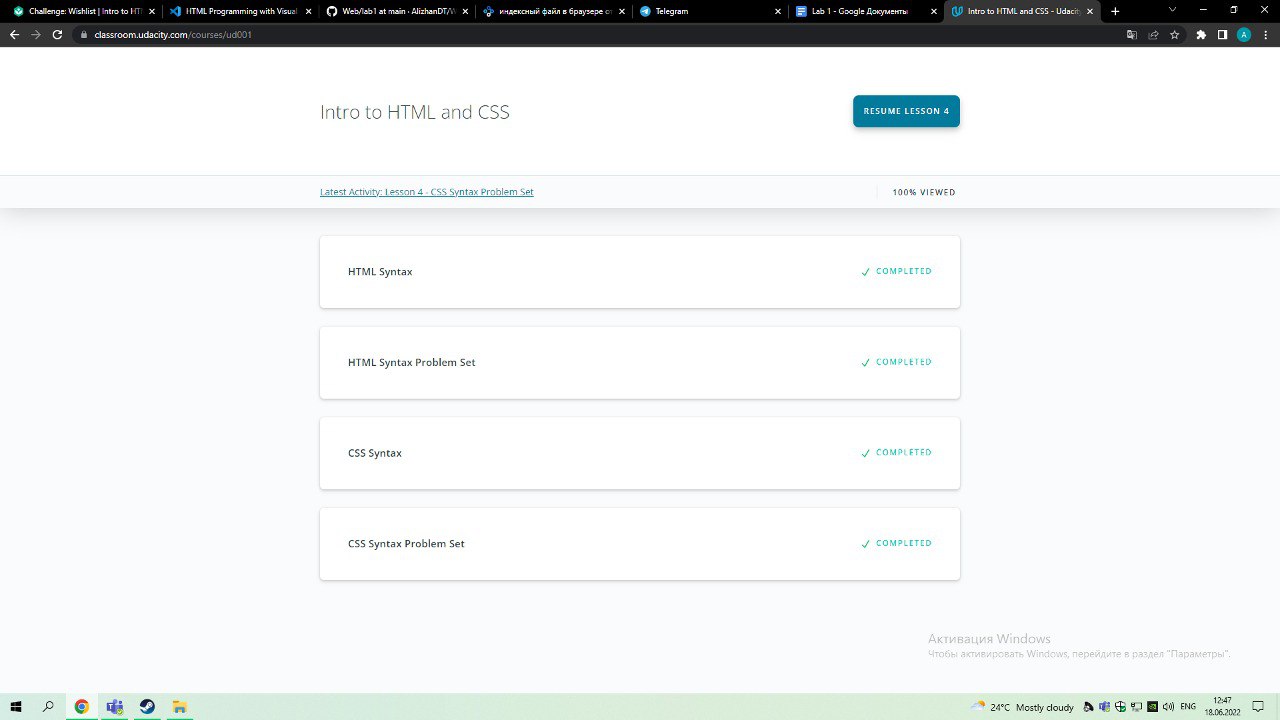 Challenge: Wishlist | Intro to HT
HTML Programming with Visual
Web/lab1 at main · AlizhanDT/W
индексный файл в браузере от
Telegram
Lab 1 - Google Документы
Intro to HTML and CSS - Udacity
classroom.udacity.com/courses/ud001
A
Intro to HTML and CSS
RESUME LESSON 4
Latest Activity: Lesson 4 - CSS Syntax Problem Set
100% VIEWED
HTML Syntax
COMPLETED
HTML Syntax Problem Set
COMPLETED
CSS Syntax
COMPLETED
CSS Syntax Problem Set
COMPLETED
Активация Windows
Чтобы активировать Windows, перейдите в раздел "Параметры".
24°C Mostly cloudy
ENG
12:47
18.06.2022